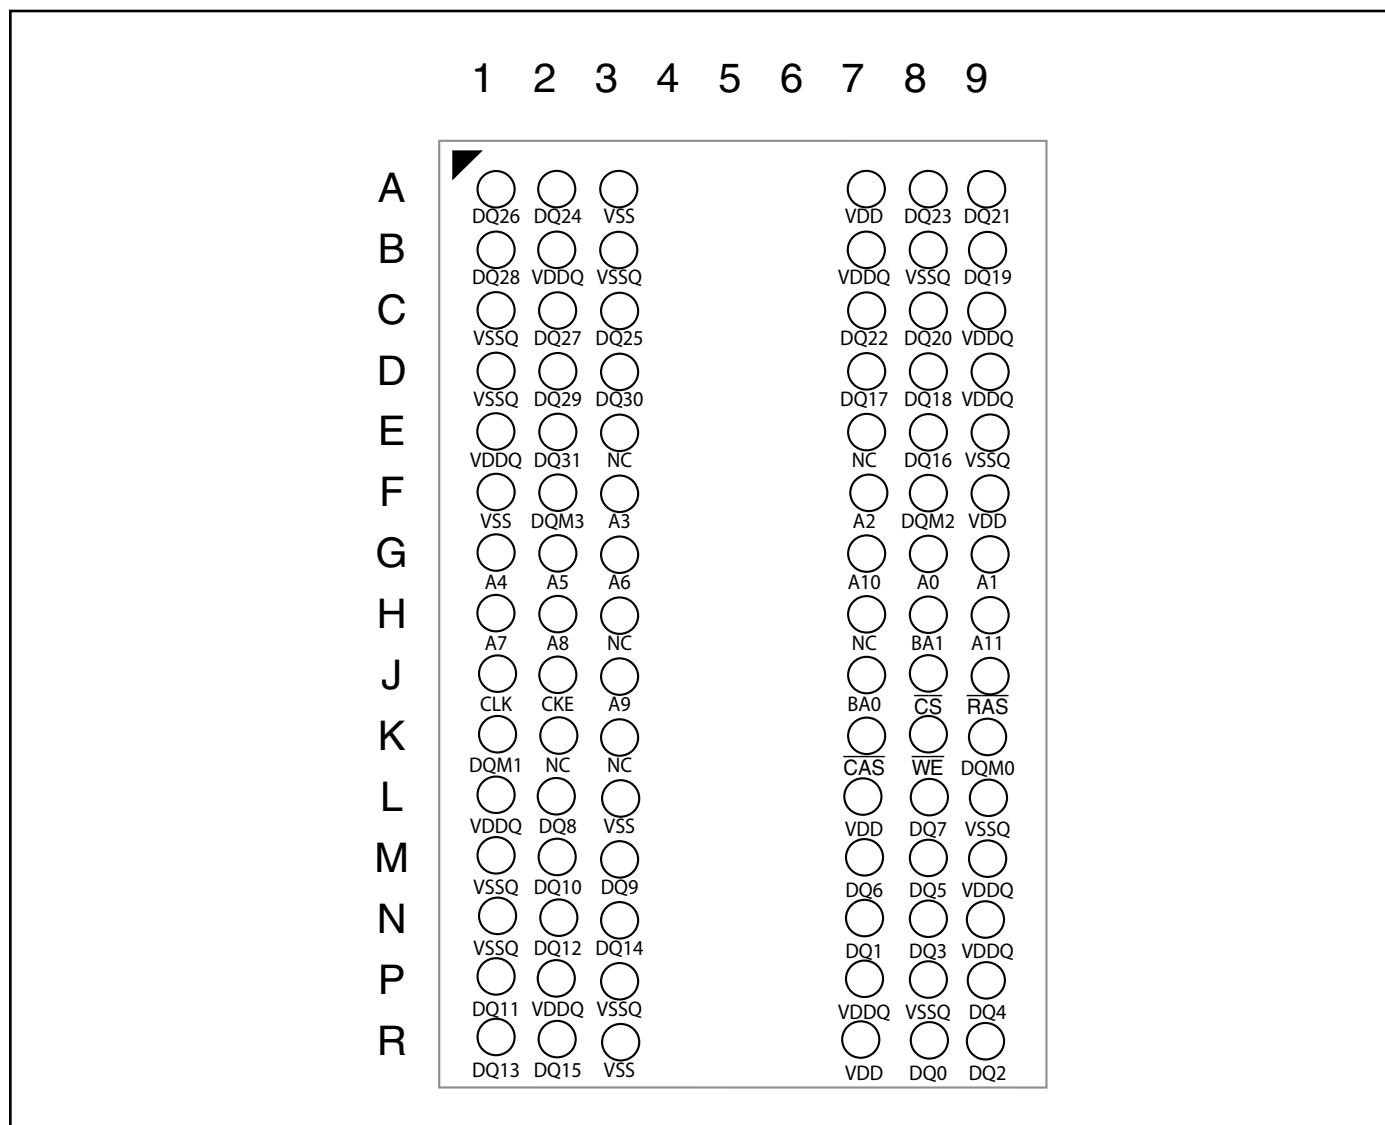 1 2 3 4 5 6 7 8 9
A
DQ26 DQ24 VSS VDD DQ23 DQ21
B
DQ28 VDDQ VSSQ VDDQ VSSQ DQ19
C
VSSQ DQ27 DQ25 DQ22 DQ20 VDDQ
D
VSSQ DQ29 DQ30 DQ17 DQ18 VDDQ
E
VDDQ DQ31 NC NC DQ16 VSSQ
F
VSS DQM3 A3 A2 DQM2 VDD
G
A4 A5 A6 A10 A0 A1
H
A7 A8 NC NC BA1 A11
J
CLK CKE A9 BA0 C̅S̅ R̅A̅S̅
K
DQM1 NC NC C̅A̅S̅ W̅E̅ DQM0
L
VDDQ DQ8 VSS VDD DQ7 VSSQ
M
VSSQ DQ10 DQ9 DQ6 DQ5 VDDQ
N
VSSQ DQ12 DQ14 DQ1 DQ3 VDDQ
P
DQ11 VDDQ VSSQ VDDQ VSSQ DQ4
R
DQ13 DQ15 VSS VDD DQ0 DQ2